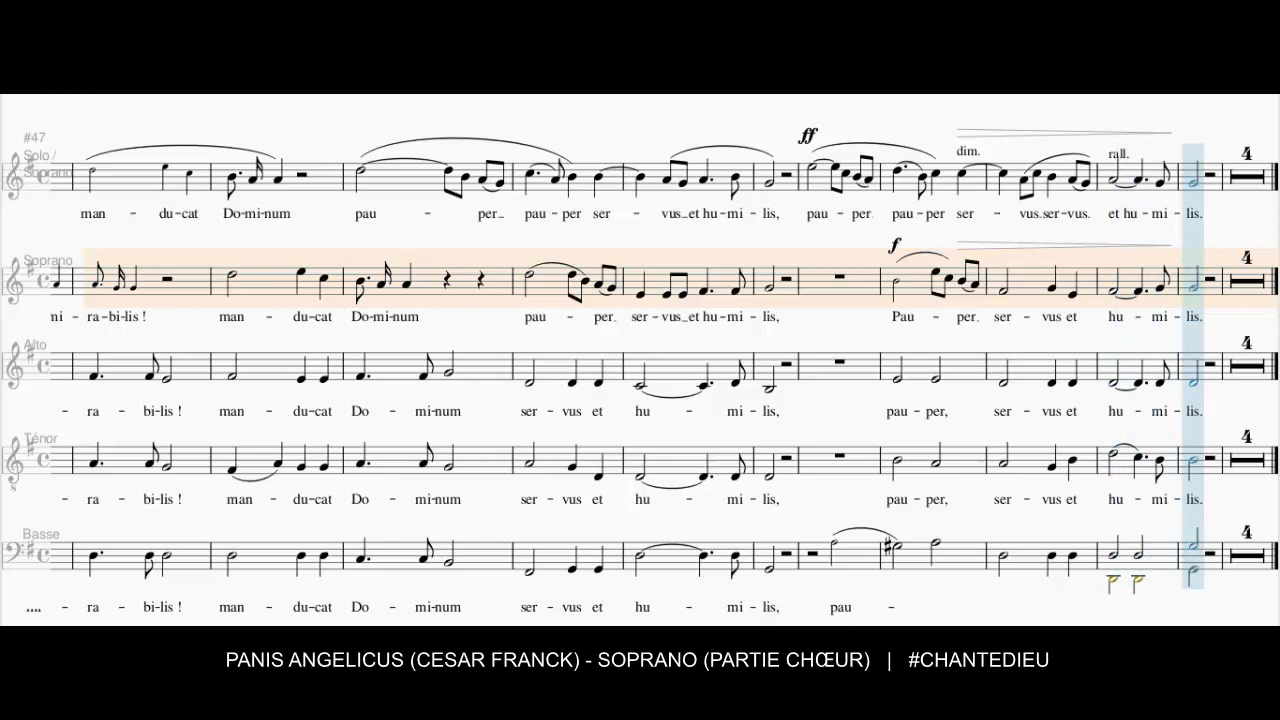 #47
Solo /
Soprano
ff
dim.
rall.
4
man - du-cat Do-mi-num pau - per_ pau - per ser - vus_et hu-mi - lis, pau - per pau - per ser - vus.ser-vus. et hu - mi - lis.
Soprano
f
4
ni - ra-bi-lis ! man - du-cat Do-mi-num pau - per ser - vus_et hu-mi - lis, Pau - per ser - vus et hu - mi - lis.
Alto
4
- ra - bi-lis ! man - du-cat Do - mi-num ser - vus et hu - mi - lis, pau - per, ser - vus et hu - mi - lis.
Ténor
4
- ra - bi-lis ! man - du-cat Do - mi-num ser - vus et hu - mi - lis, pau - per, ser - vus et hu - mi - lis.
8
Basse
4
.... - ra - bi-lis ! man - du-cat Do - mi-num ser - vus et hu - mi - lis, pau -
PANIS ANGELICUS (CESAR FRANCK) - SOPRANO (PARTIE CHŒUR) | #CHANTEDIEU